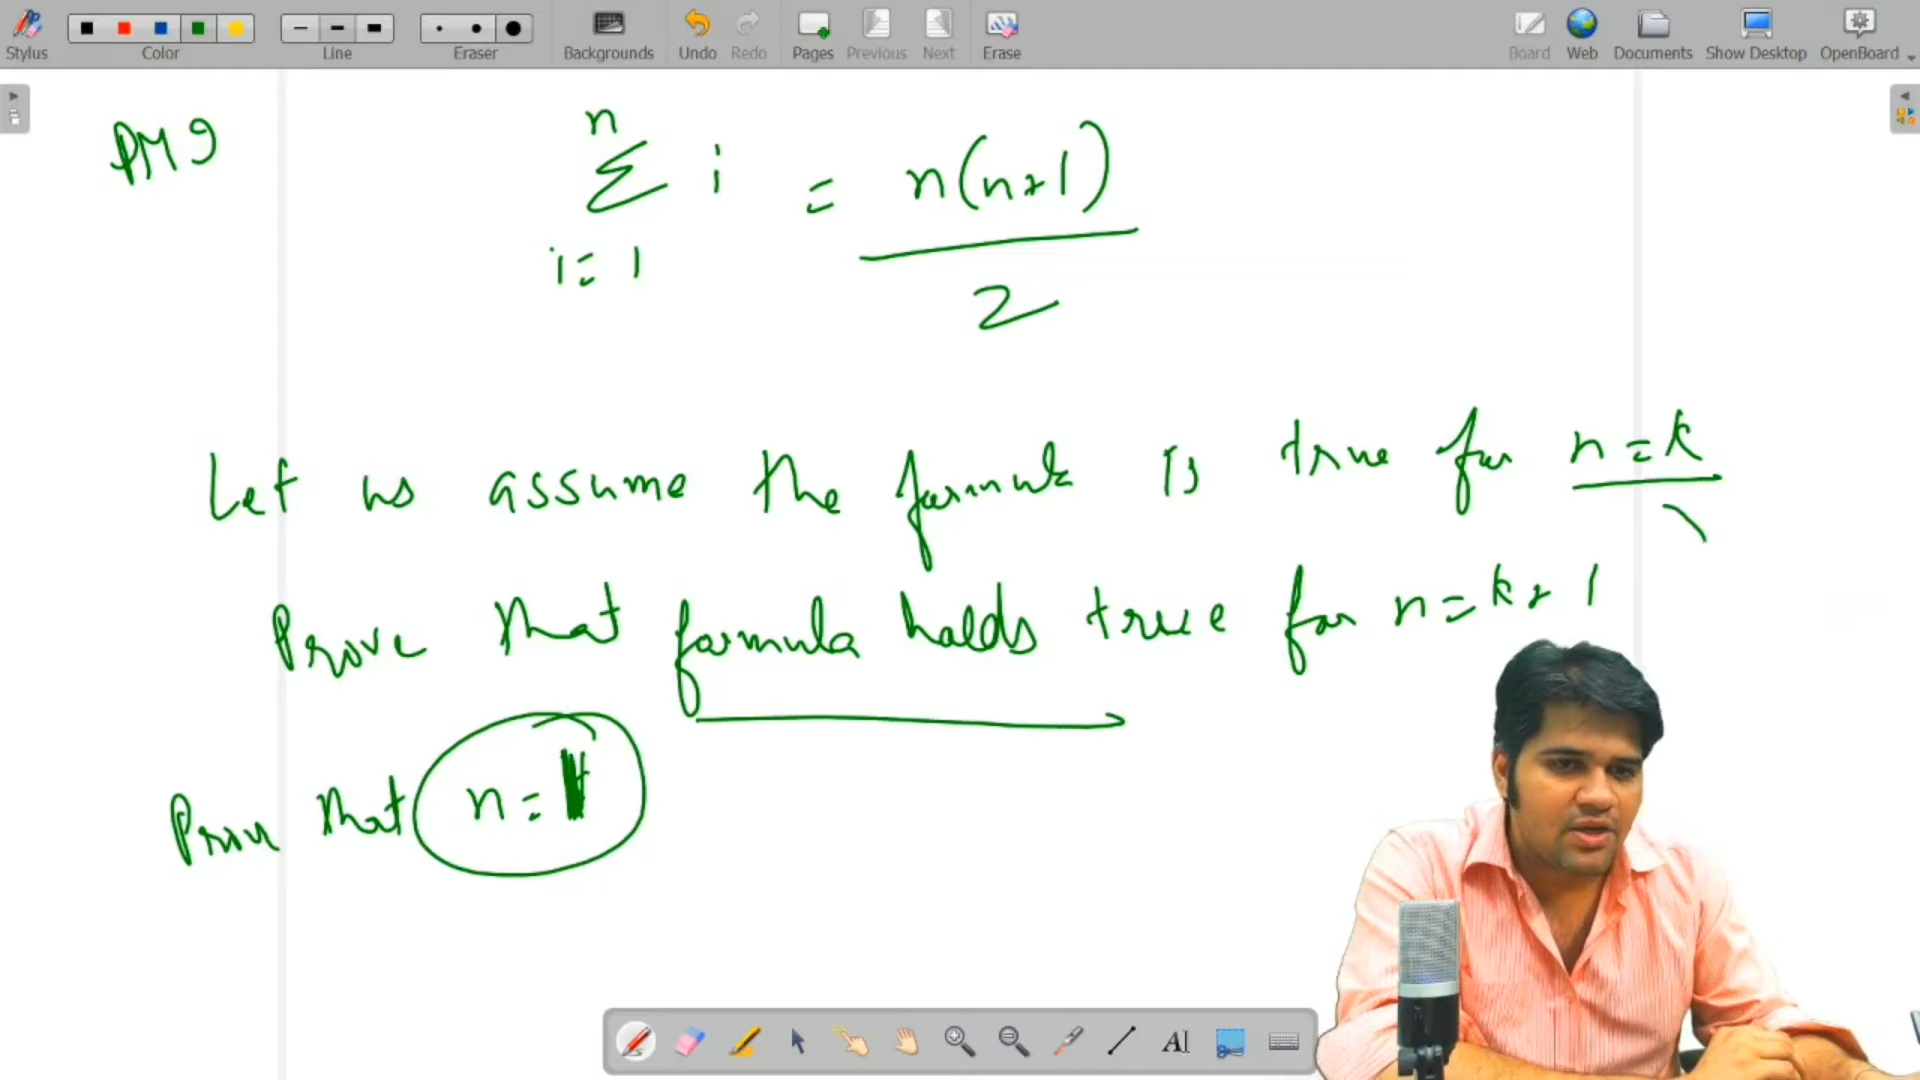 Stylus Color Line Eraser Backgrounds Undo Redo Pages Previous Next Erase Board Web Documents Show Desktop OpenBoard
n
Σ i = n(n+1)
i = 1
2
Let us assume the formula is true for n = k
Prove that formula holds true for n = k + 1
Prove that n = 1